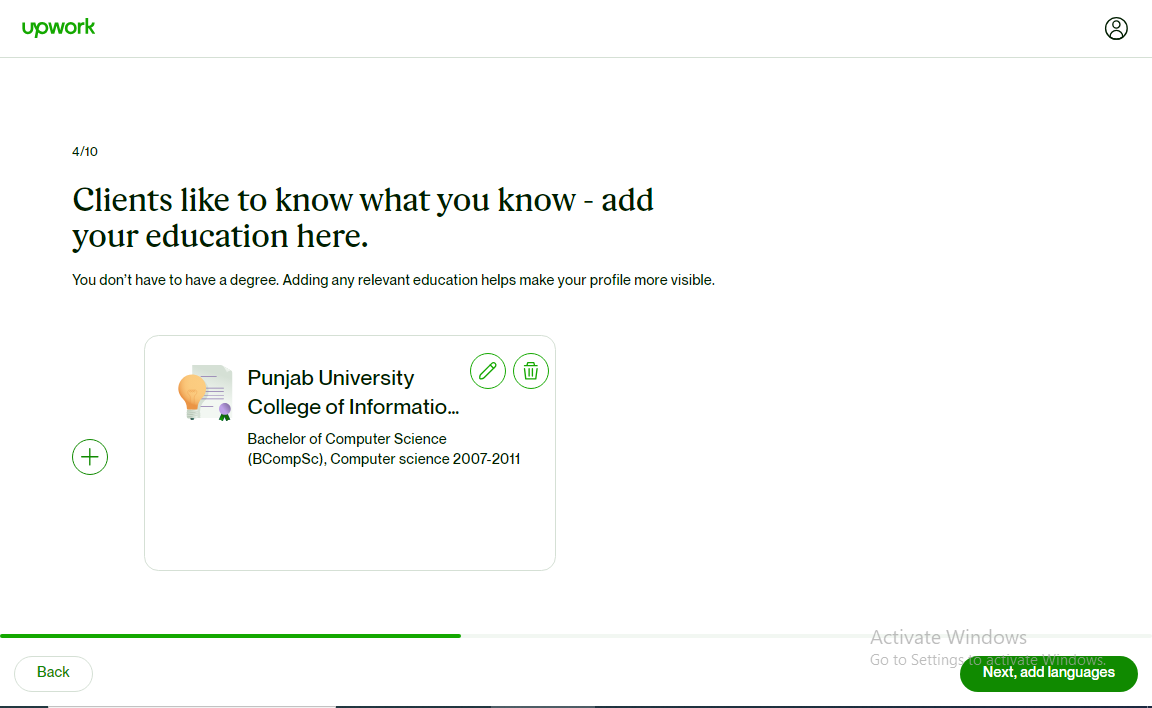 upwork
4/10
Clients like to know what you know - add
your education here.
You don't have to have a degree. Adding any relevant education helps make your profile more visible.
Punjab University
College of Informatio...
Bachelor of Computer Science
(BCompSc), Computer science 2007-2011
Activate Windows
Go to Settings to activate Windows.
Back
Next, add languages